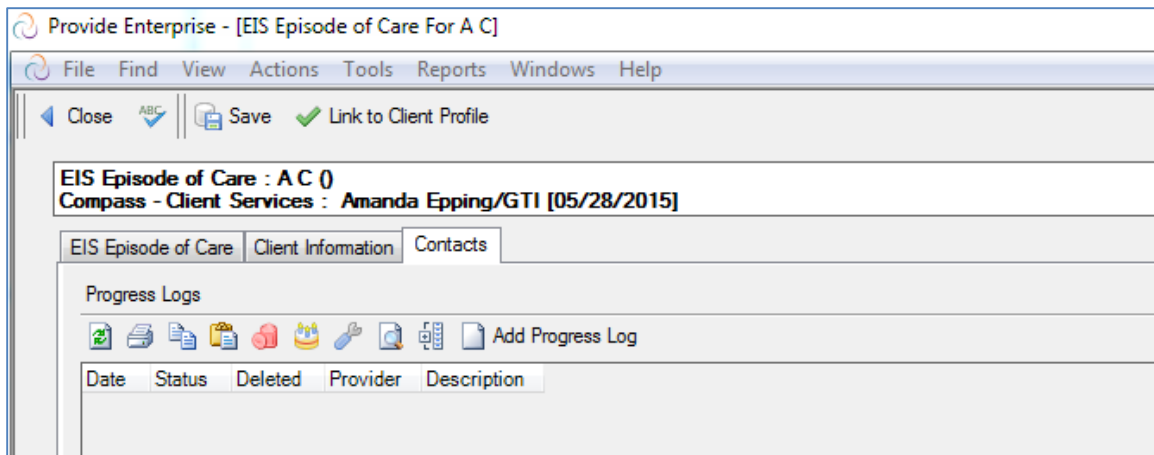 Provide Enterprise - [EIS Episode of Care For A C]
File Find View Actions Tools Reports Windows Help
Close ABC Save Link to Client Profile
EIS Episode of Care : A C ()
Compass - Client Services : Amanda Epping/GTI [05/28/2015]
EIS Episode of Care Client Information Contacts
Progress Logs
Add Progress Log
Date Status Deleted Provider Description